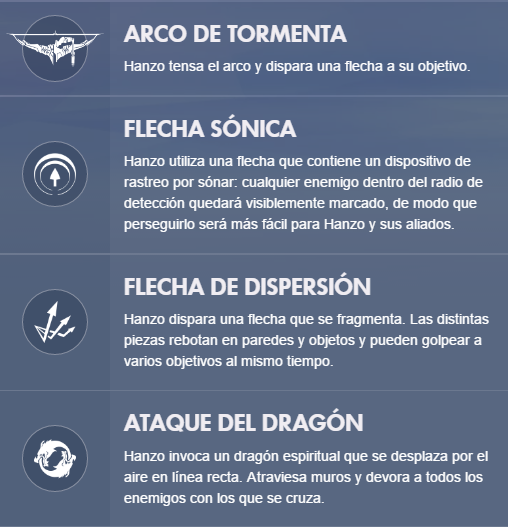 ARCO DE TORMENTA
Hanzo tensa el arco y dispara una flecha a su objetivo.
FLECHA SÓNICA
Hanzo utiliza una flecha que contiene un dispositivo de
rastreo por sónar: cualquier enemigo dentro del radio de
detección quedará visiblemente marcado, de modo que
perseguirlo será más fácil para Hanzo y sus aliados.
FLECHA DE DISPERSIÓN
Hanzo dispara una flecha que se fragmenta. Las distintas
piezas rebotan en paredes y objetos y pueden golpear a
varios objetivos al mismo tiempo.
ATAQUE DEL DRAGÓN
Hanzo invoca un dragón espiritual que se desplaza por el
aire en línea recta. Atraviesa muros y devora a todos los
enemigos con los que se cruza.